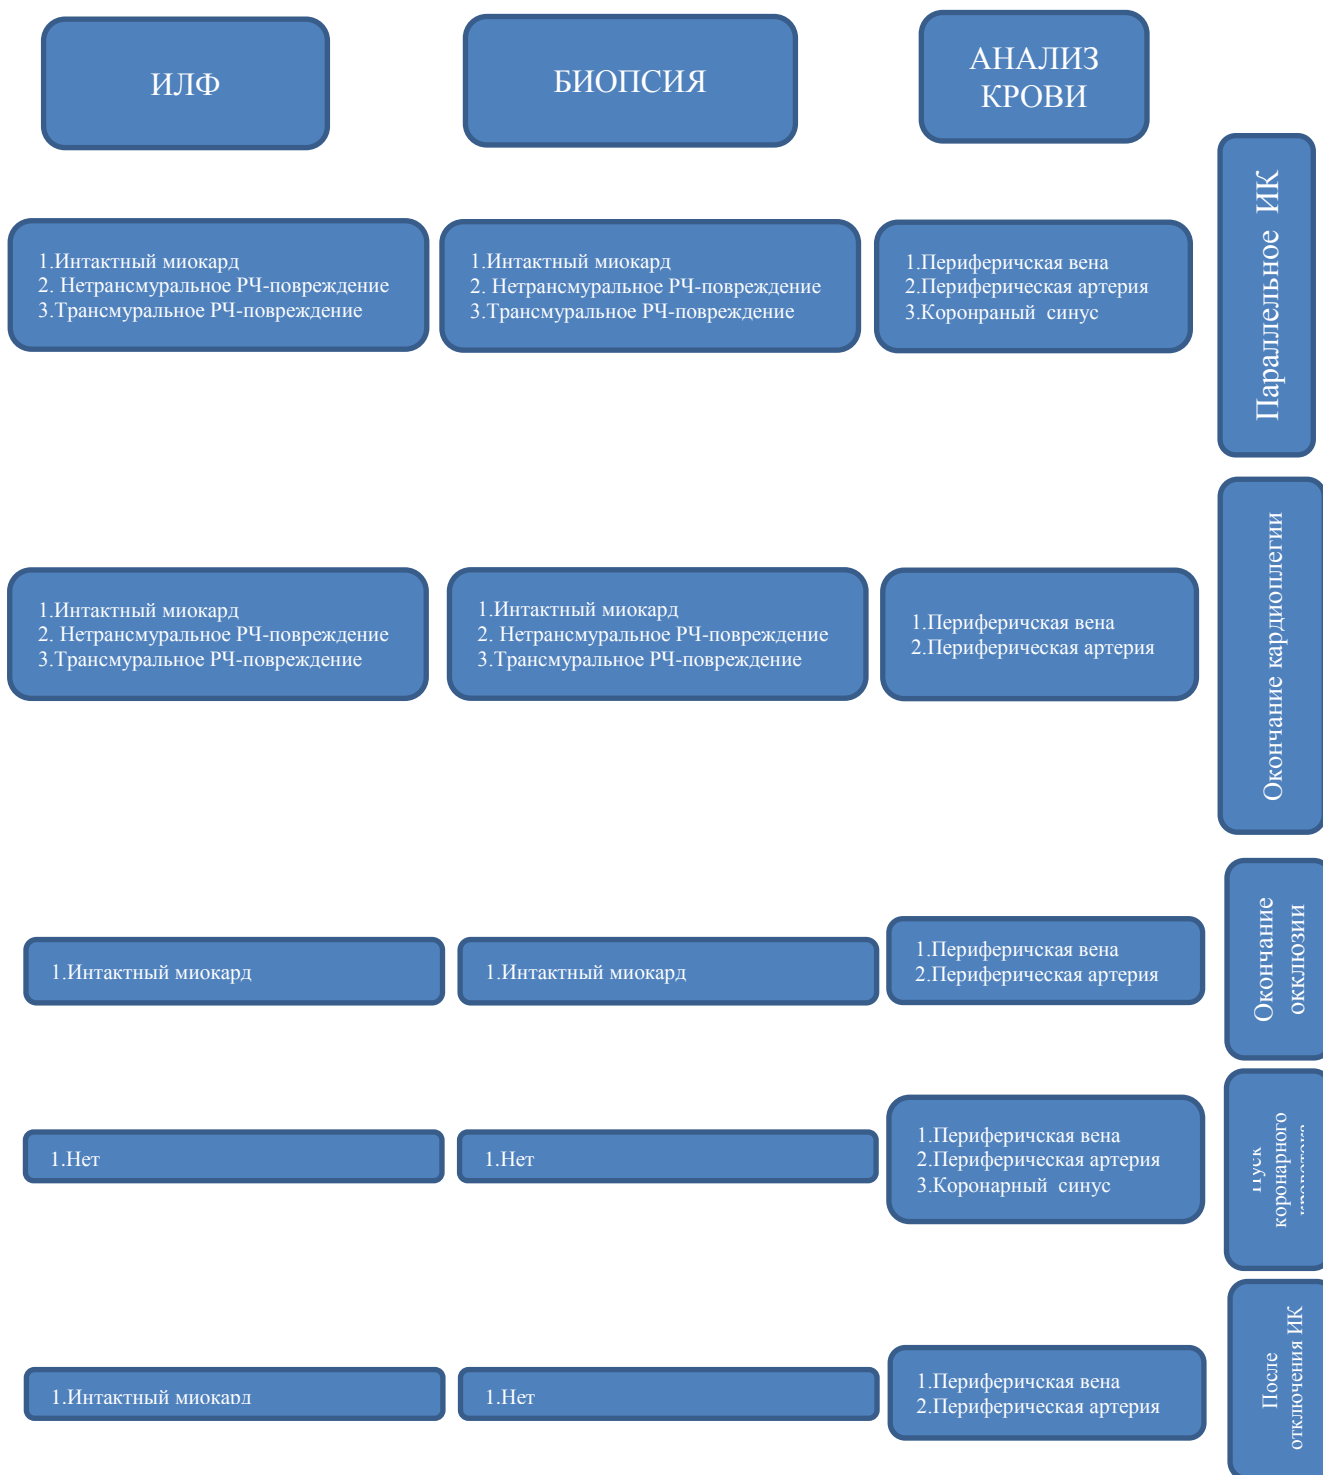 ИЛФ
БИОПСИЯ
АНАЛИЗ
КРОВИ
Параллельное ИК
1.Интактный миокард
2. Нетрансмуральное РЧ-повреждение
3.Трансмуральное РЧ-повреждение
1.Интактный миокард
2. Нетрансмуральное РЧ-повреждение
3.Трансмуральное РЧ-повреждение
1.Перифричская вена
2.Периферическая артерия
3.Коронраный синус
Окончание кардиоплегии
1.Интактный миокард
2. Нетрансмуральное РЧ-повреждение
3.Трансмуральное РЧ-повреждение
1.Интактный миокард
2. Нетрансмуральное РЧ-повреждение
3.Трансмуральное РЧ-повреждение
1.Периферичская вена
2.Периферическая артерия
Окончание
окклюзии
1.Интактный миокард
1.Интактный миокард
1.Периферичская вена
2.Периферическая артерия
Пуск
коронарного
1.Нет
1.Нет
1.Периферичская вена
2.Периферическая артерия
3.Коронарный синус
После
отключения ИК
1.Интактный миокард
1.Нет
1.Периферичская вена
2.Периферическая артерия